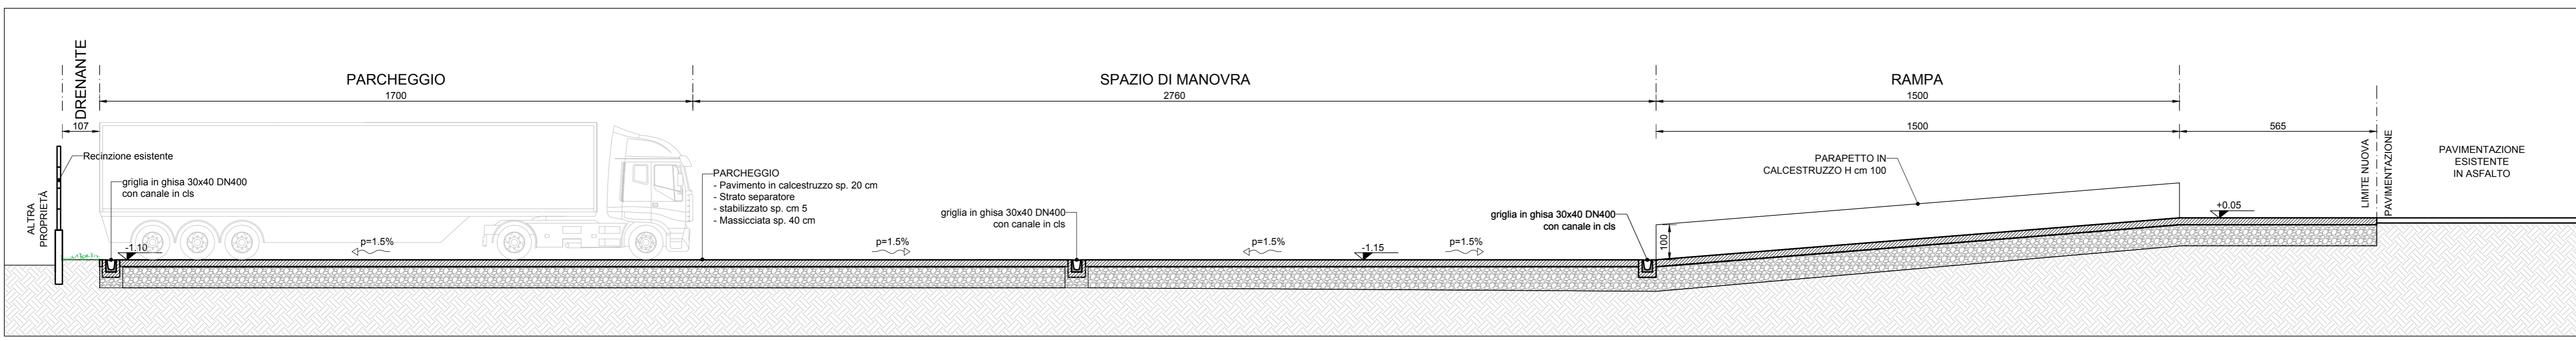 DRENANTE
107
PARCHEGGIO
1700
SPAZIO DI MANOVRA
2760
RAMPA
1500
1500
565
Recinzione esistente
griglia in ghisa 30x40 DN400
con canale in cls
ALTRA
PROPRIETÀ
-1.10
p=1.5%
PARCHEGGIO
- Pavimento in calcestruzzo sp. 20 cm
- Strato separatore
- stabilizzato sp. cm 5
- Massicciata sp. 40 cm
p=1.5%
griglia in ghisa 30x40 DN400
con canale in cls
p=1.5%
-1.15
p=1.5%
griglia in ghisa 30x40 DN400
con canale in cls
100
PARAPETTO IN
CALCESTRUZZO H cm 100
+0.05
LIMITE NUOVA
PAVIMENTAZIONE
PAVIMENTAZIONE
ESISTENTE
IN ASFALTO